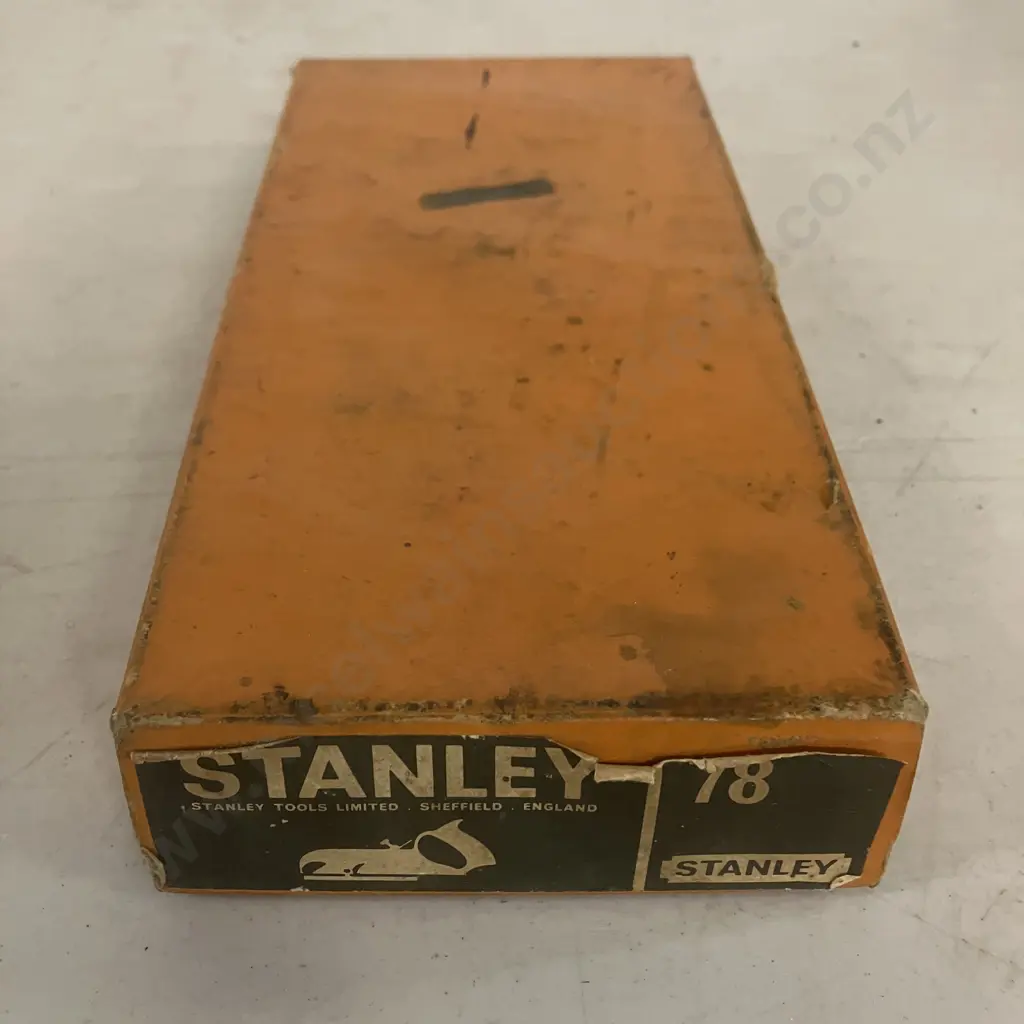 STANLEY
STANLEY TOOLS LIMITED . SHEFFIELD . ENGLAND
78
STANLEY